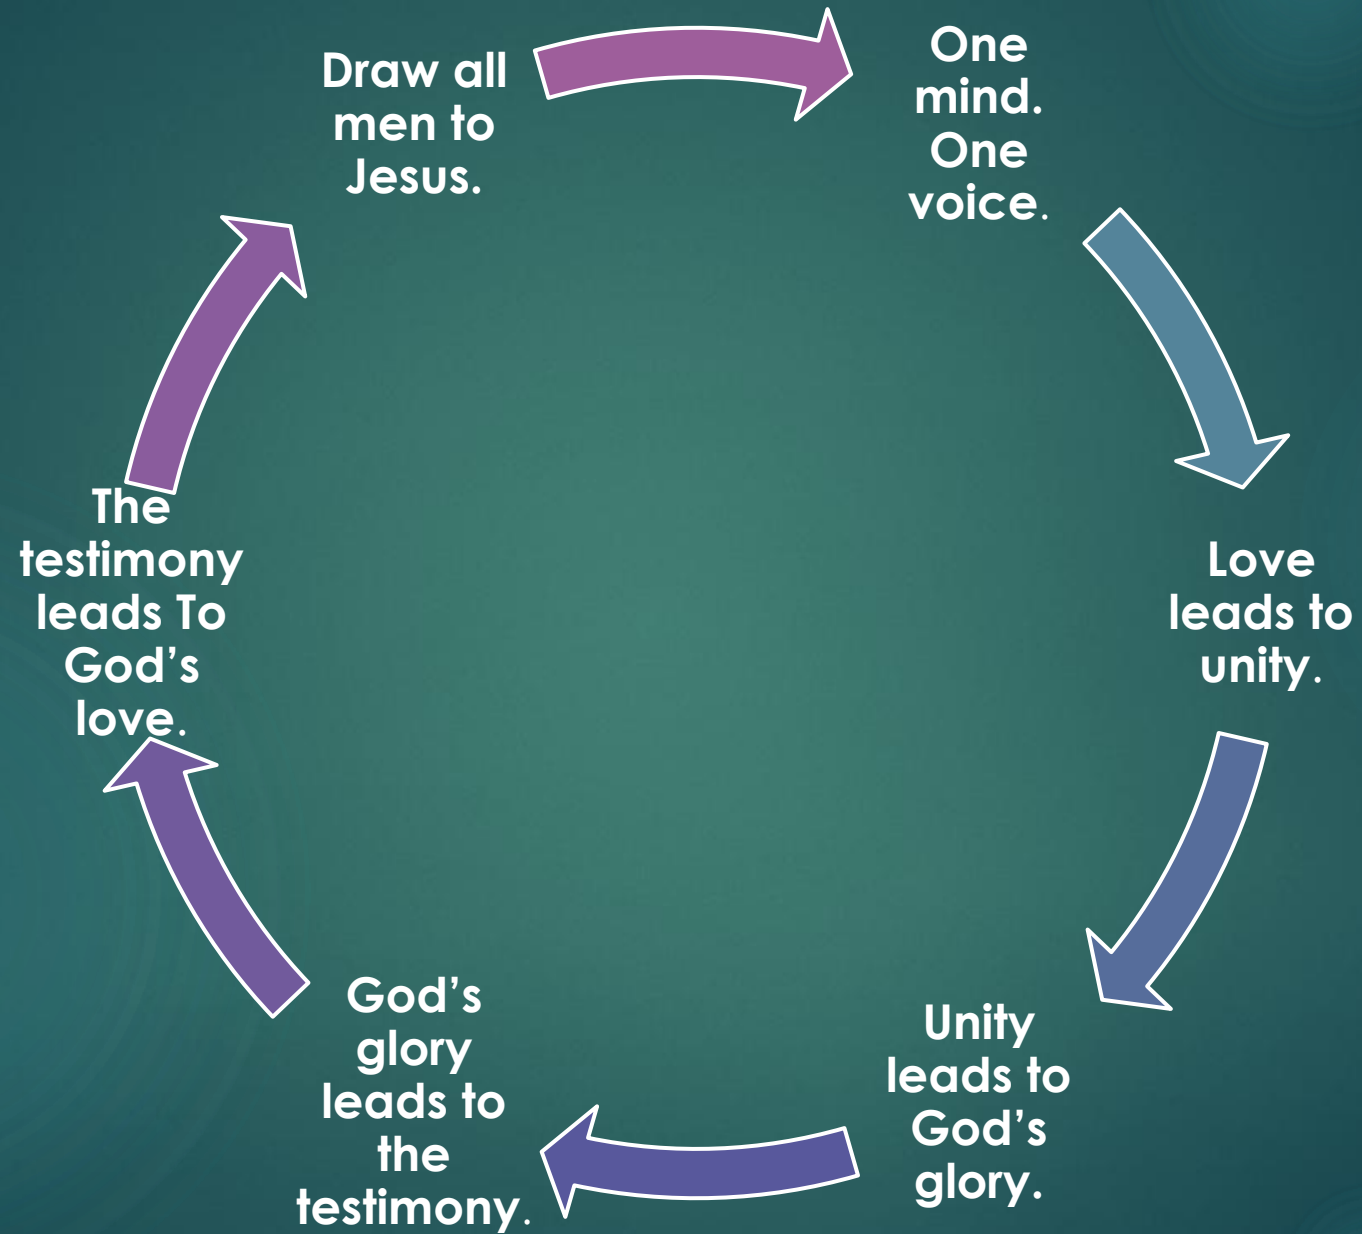 Draw all
men to
Jesus.
One
mind.
One
voice.
Love
leads to
unity.
Unity
leads to
God’s
glory.
God’s
glory
leads to
the
testimony.
The
testimony
leads To
God’s
love.